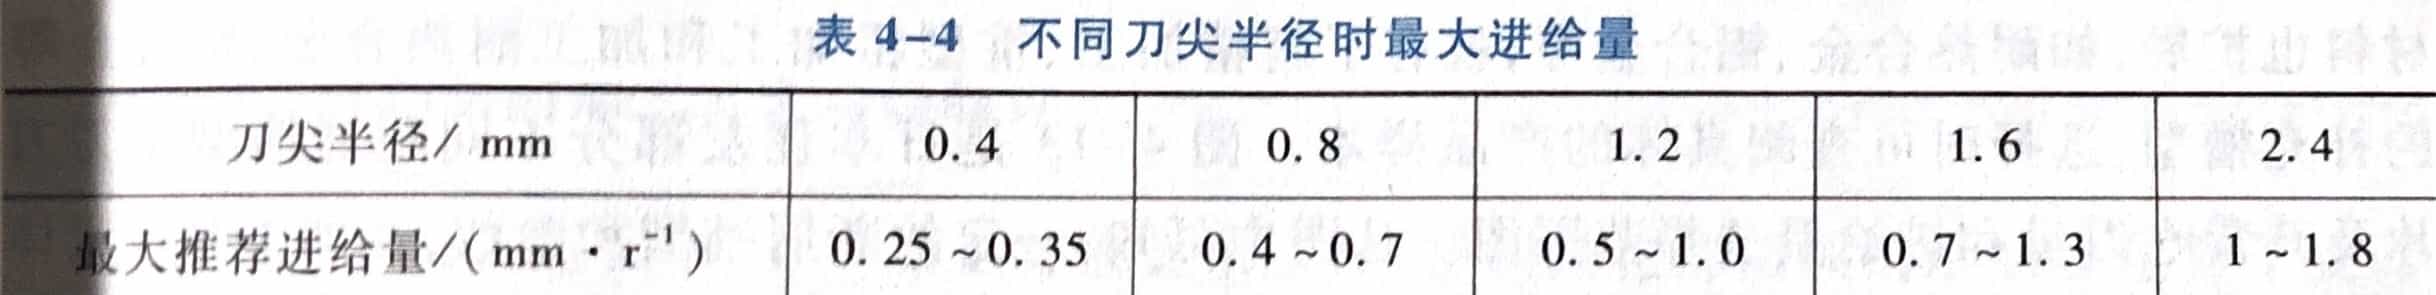 表 4-4 不同刀尖半径时最大进给量
刀尖半径/ mm 0.4 0.8 1.2 1.6 2.4
最大推荐进给量/(mm·r⁻¹) 0.25~0.35 0.4~0.7 0.5~1.0 0.7~1.3 1~1.8